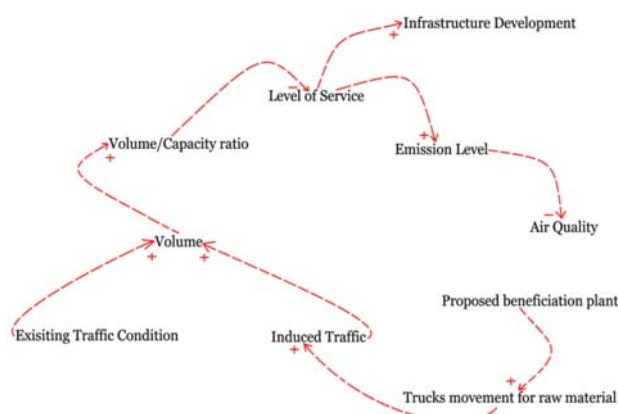 Infrastructure Development
+
−
Level of Service
+
Volume/Capacity ratio
+
Emission Level
−
Air Quality
Volume
+
+
Proposed beneficiation plant
Exisiting Traffic Condition
Induced Traffic
+
+
Trucks movement for raw material